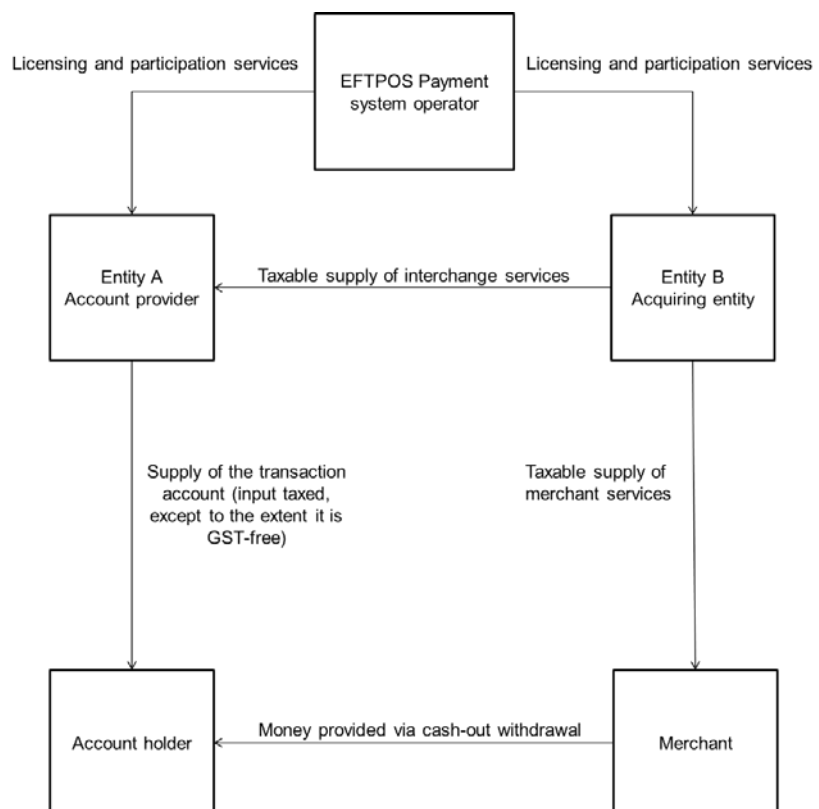 Licensing and participation services
EFTPOS Payment
system operator
Licensing and participation services
Entity A
Account provider
Taxable supply of interchange services
Entity B
Acquiring entity
Supply of the transaction
account (input taxed,
except to the extent it is
GST-free)
Taxable supply of
merchant services
Account holder
Money provided via cash-out withdrawal
Merchant